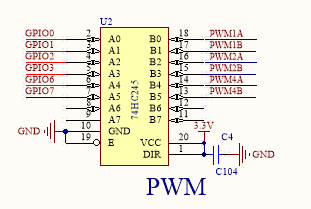 U2
GPIO0 2 A0 B0 18 PWM1A
GPIO1 3 A1 B1 17 PWM1B
GPIO2 4 A2 B2 16 PWM2A
GPIO3 5 A3 B3 15 PWM2B
GPIO6 6 A4 B4 14 PWM4A
GPIO7 7 A5 B5 13 PWM4B
8 A6 B6 12
9 A7 B7 11
74HC245
GND 10 GND
19 E
VCC 20 3.3V
DIR 1 C4 GND
C104
PWM